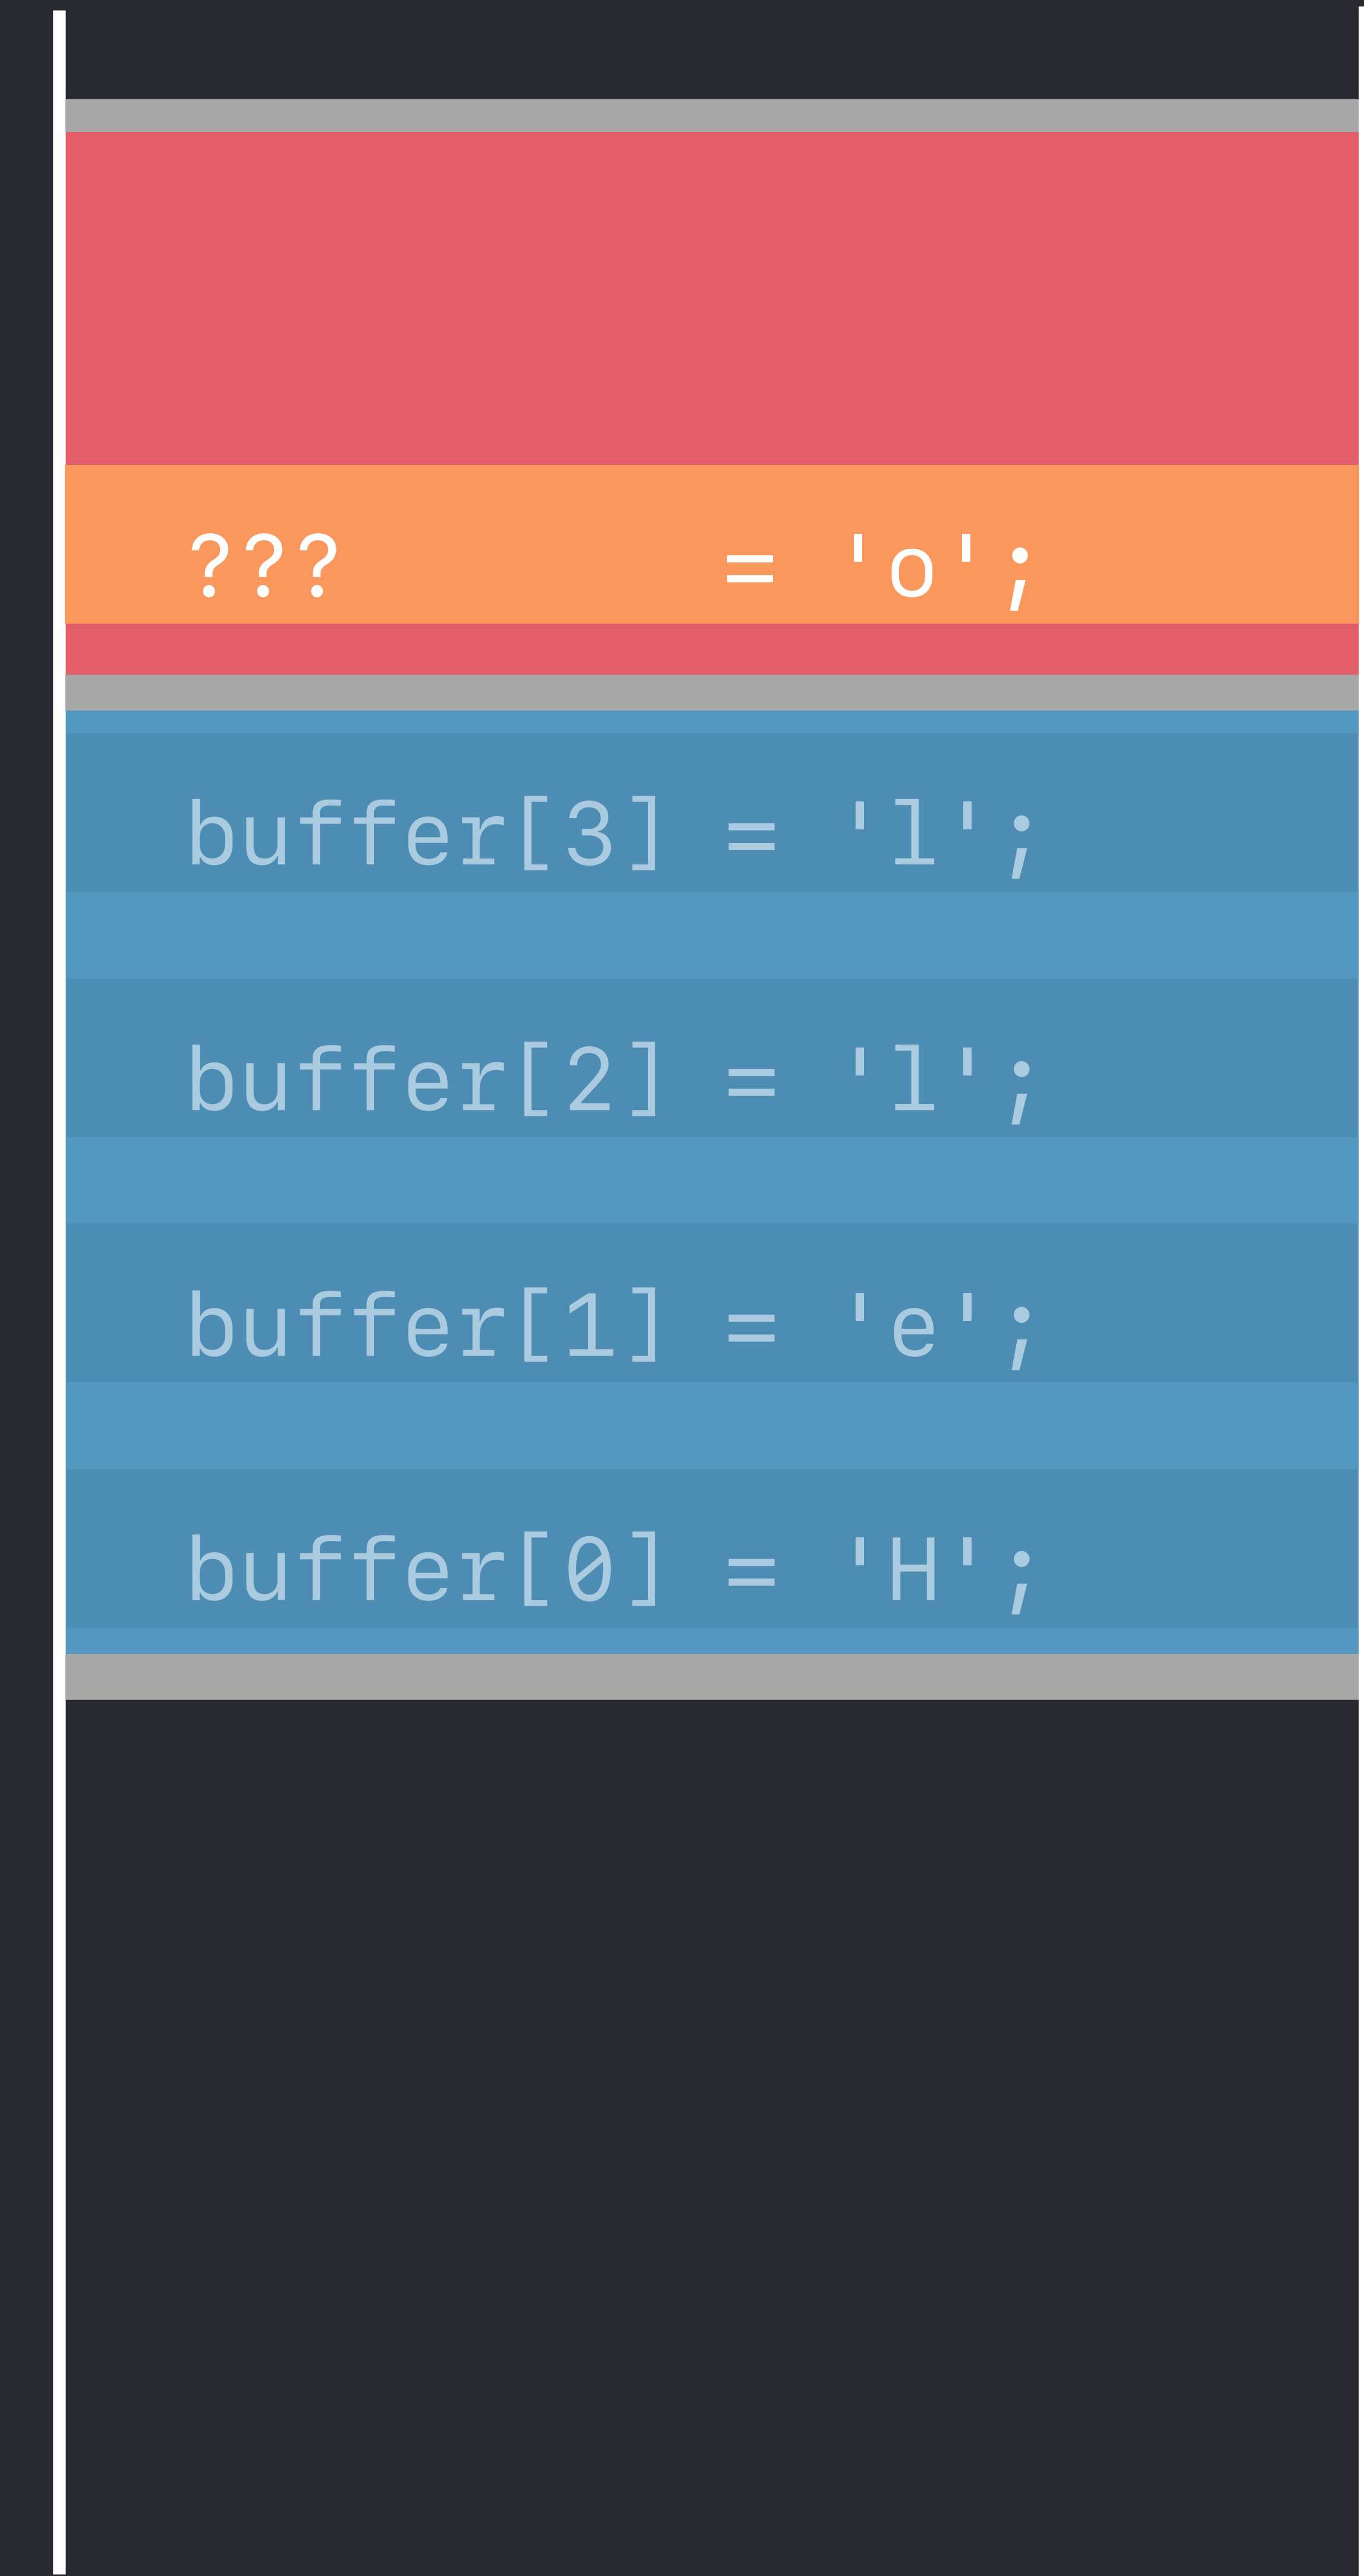 ??? = 'o';
buffer[3] = 'l';
buffer[2] = 'l';
buffer[1] = 'e';
buffer[0] = 'H';